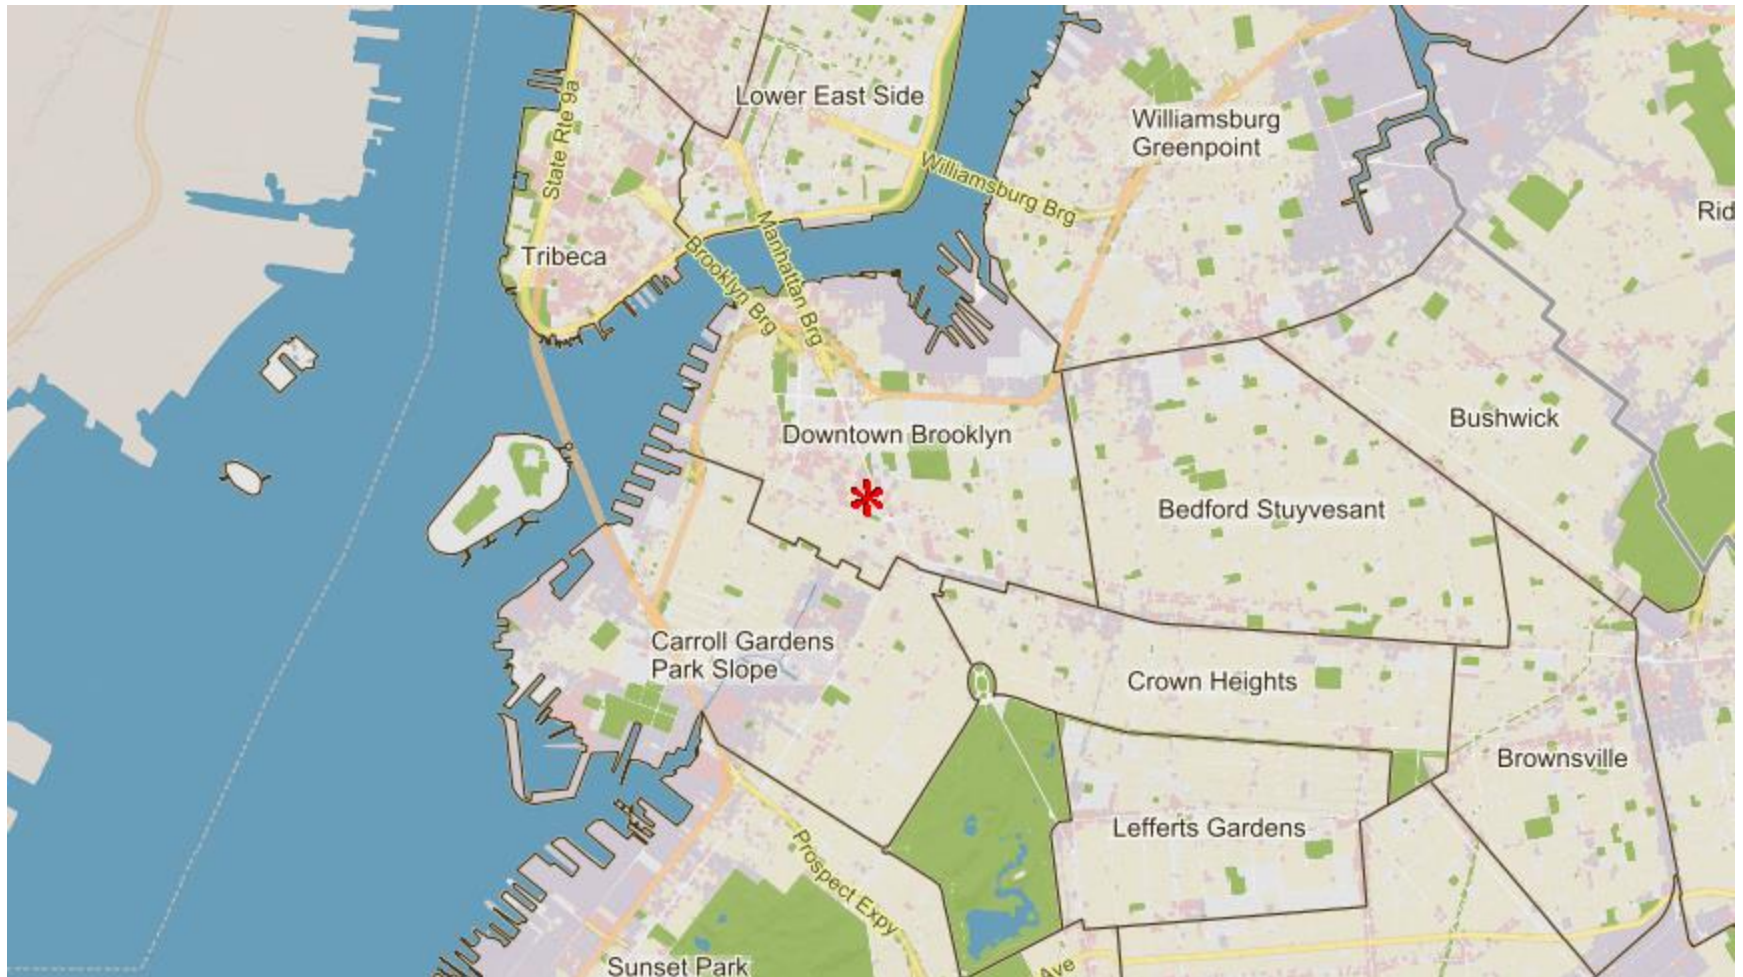 Lower East Side
State Rte 9a
Williamsburg
Greenpoint
Williamsburg Brg
Rid
Tribeca
Manhattan Brg
Brooklyn Brg
Bushwick
Downtown Brooklyn
Bedford Stuyvesant
Carroll Gardens
Park Slope
Crown Heights
Brownsville
Lefferts Gardens
Prospect Expy
Sunset Park
Ave